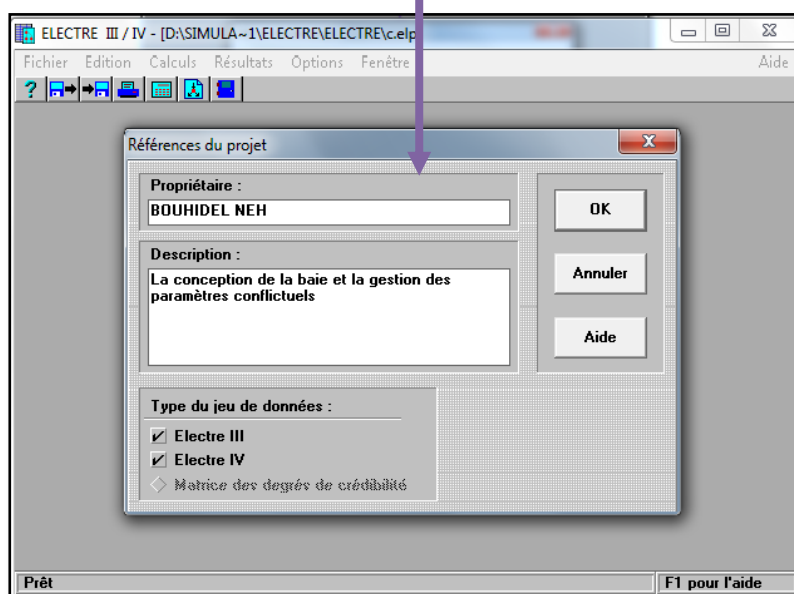 ELECTRE III / IV - [D:\SIMULA~1\ELECTRE\ELECTRE\c.elp
Fichier Edition Calculs Résultats Options Fenêtre Aide
?
Références du projet
Propriétaire :
BOUHIDEL NEH
OK
Description :
La conception de la baie et la gestion des
paramètres conflictuels
Annuler
Aide
Type du jeu de données :
Electre III
Electre IV
Matrice des degrés de crédibilité
Prêt F1 pour l'aide